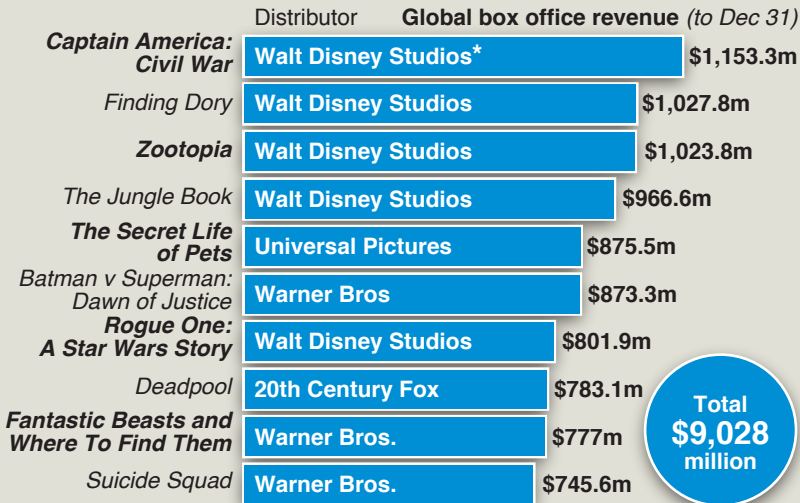 Distributor Global box office revenue (to Dec 31)
Captain America:
Civil War
Walt Disney Studios*
$1,153.3m
Finding Dory
Walt Disney Studios
$1,027.8m
Zootopia
Walt Disney Studios
$1,023.8m
The Jungle Book
Walt Disney Studios
$966.6m
The Secret Life
of Pets
Universal Pictures
$875.5m
Batman v Superman:
Dawn of Justice
Warner Bros
$873.3m
Rogue One:
A Star Wars Story
Walt Disney Studios
$801.9m
Deadpool
20th Century Fox
$783.1m
Fantastic Beasts and
Where To Find Them
Warner Bros.
$777m
Suicide Squad
Warner Bros.
$745.6m
Total
$9,028
million